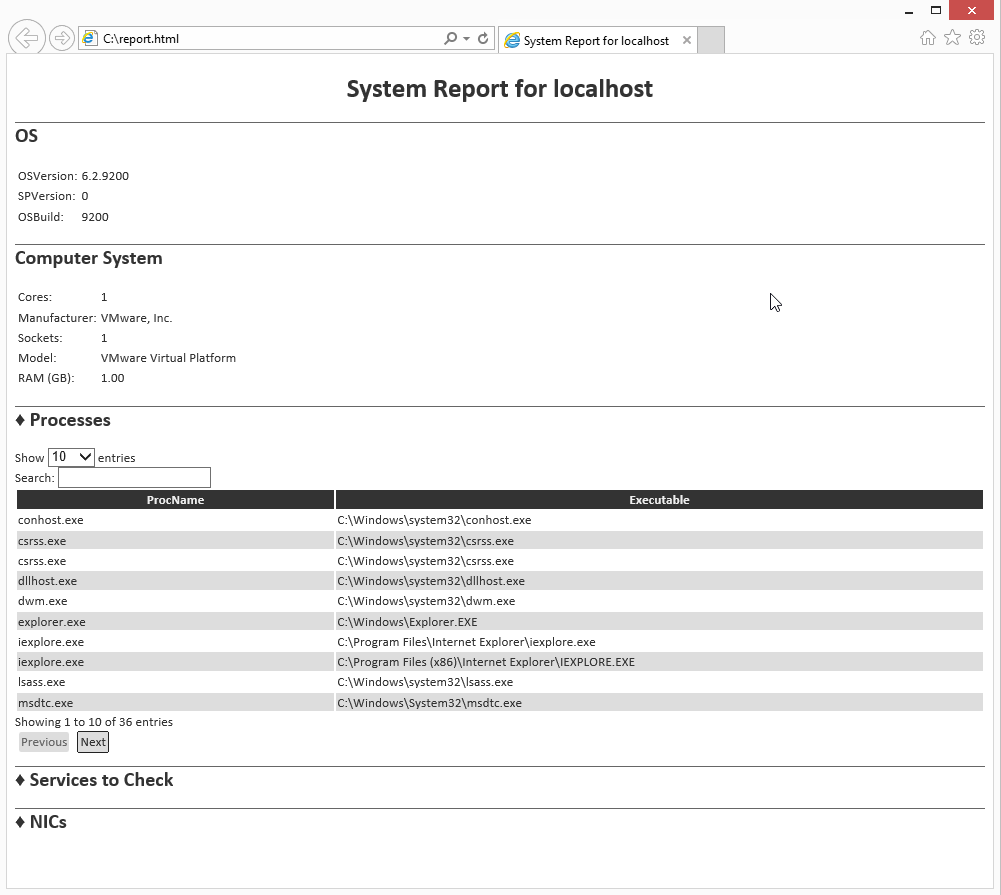 C:\report.html
System Report for localhost
System Report for localhost
OS
OSVersion: 6.2.9200
SPVersion: 0
OSBuild: 9200
Computer System
Cores: 1
Manufacturer: VMware, Inc.
Sockets: 1
Model: VMware Virtual Platform
RAM (GB): 1.00
♦ Processes
Show 10 entries
Search:
ProcName Executable
conhost.exe C:\Windows\system32\conhost.exe
csrss.exe C:\Windows\system32\csrss.exe
csrss.exe C:\Windows\system32\csrss.exe
dllhost.exe C:\Windows\system32\dllhost.exe
dwm.exe C:\Windows\system32\dwm.exe
explorer.exe C:\Windows\Explorer.EXE
iexplore.exe C:\Program Files\Internet Explorer\iexplore.exe
iexplore.exe C:\Program Files (x86)\Internet Explorer\IEXPLORE.EXE
lsass.exe C:\Windows\system32\lsass.exe
msdtc.exe C:\Windows\System32\msdtc.exe
Showing 1 to 10 of 36 entries
Previous Next
♦ Services to Check
♦ NICs